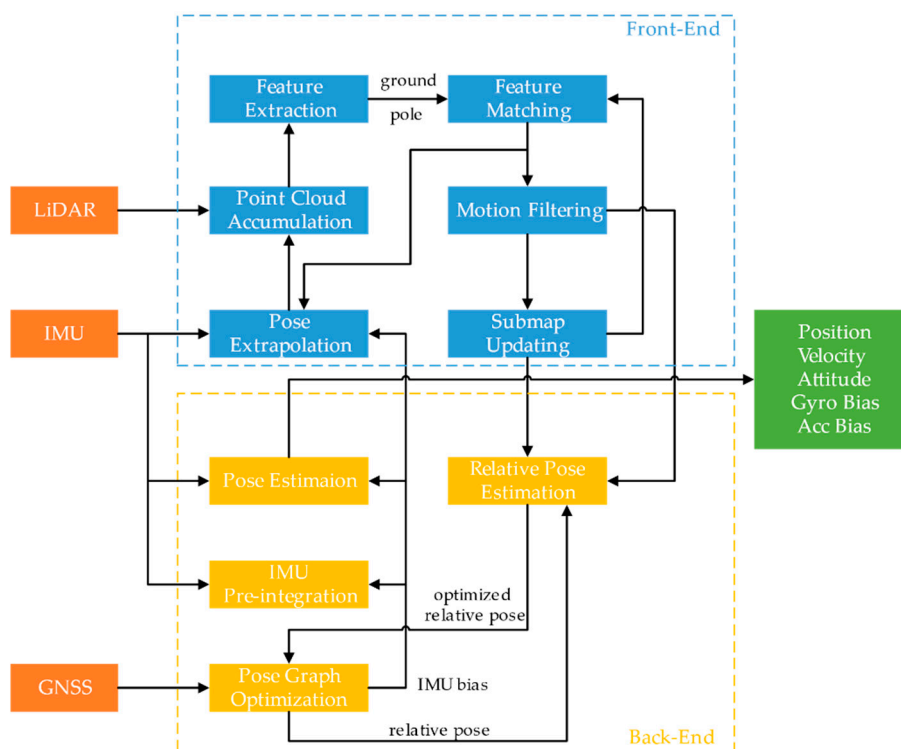 Front-End
Feature
Extraction
ground
pole
Feature
Matching
LiDAR
Point Cloud
Accumulation
Motion Filtering
IMU
Pose
Extrapolation
Submap
Updating
Position
Velocity
Attitude
Gyro Bias
Acc Bias
Pose Estimaion
Relative Pose
Estimation
IMU
Pre-integration
optimized
relative pose
GNSS
Pose Graph
Optimization
IMU bias
relative pose
Back-End